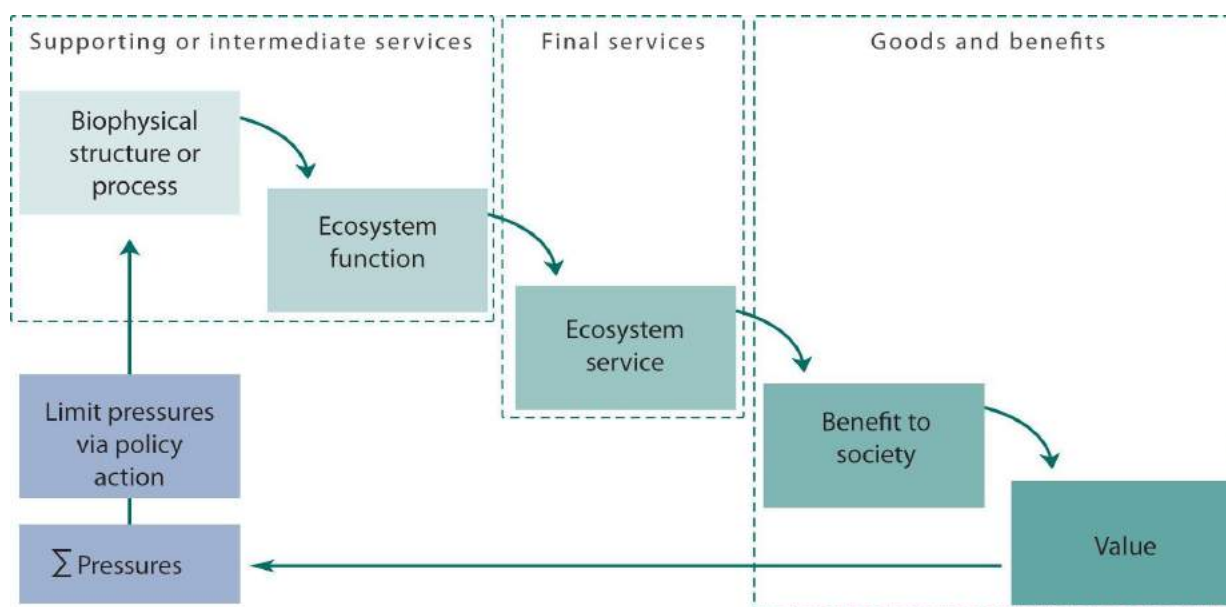 Supporting or intermediate services
Final services
Goods and benefits
Biophysical
structure or
process
Ecosystem
function
Ecosystem
service
Benefit to
society
Value
Limit pressures
via policy
action
∑ Pressures